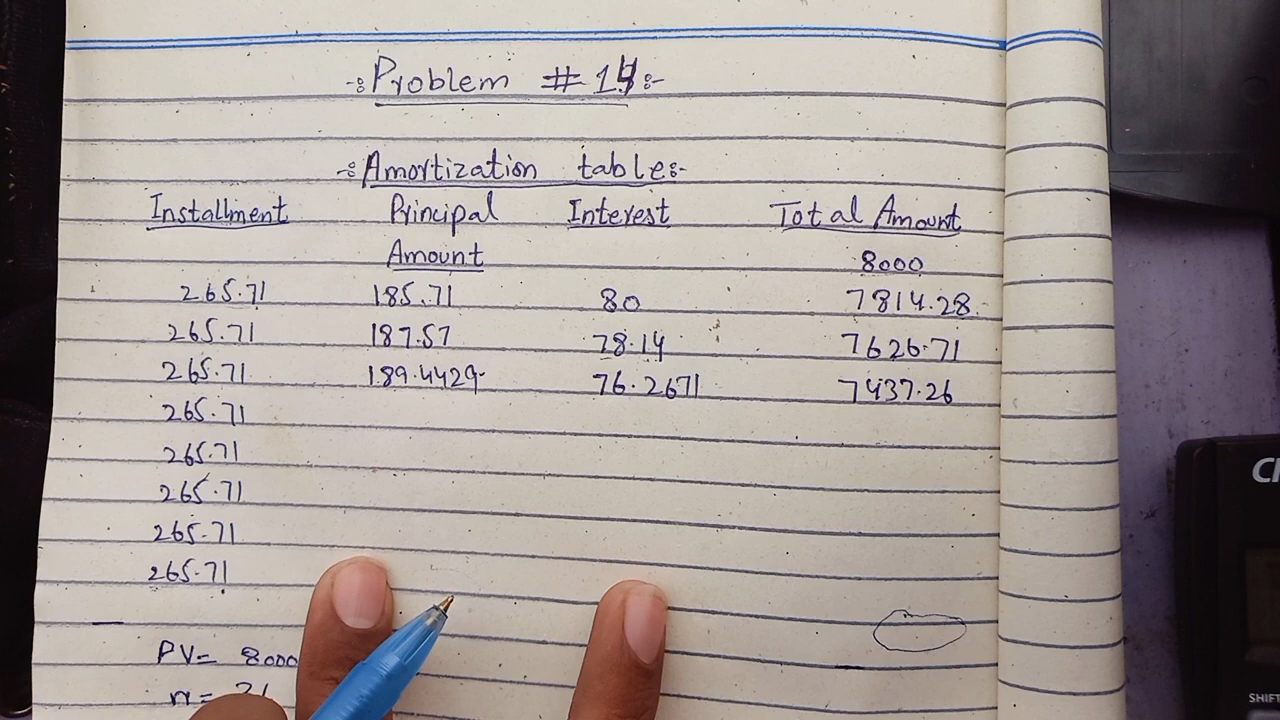 -:Problem #14:-
-:Amortization table:-
Installment Principal Interest Total Amount
Amount 8000
265.71 185.71 80 7814.28
265.71 187.57 78.14 7626.71
265.71 189.4429 76.2671 7437.26
265.71
265.71
265.71
265.71
265.71
PV= 8000
n=
SHIFT